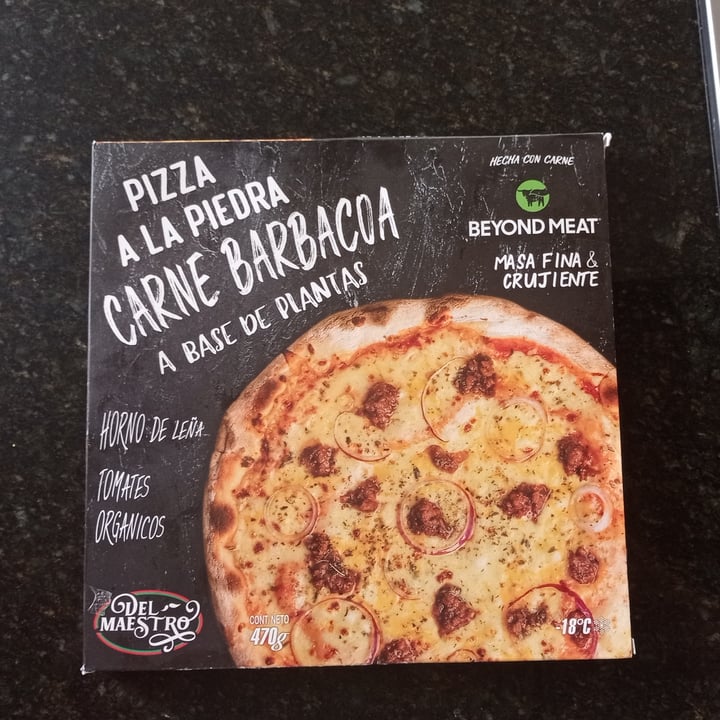 PIZZA
A LA PIEDRA
CARNE BARBACOA
A BASE DE PLANTAS
HECHA CON CARNE
BEYOND MEAT
MASA FINA &
CRUJIENTE
HORNO DE LEÑA
TOMATES
ORGANICOS
DEL
MAESTRO
CONT. NETO
470g
-18°C